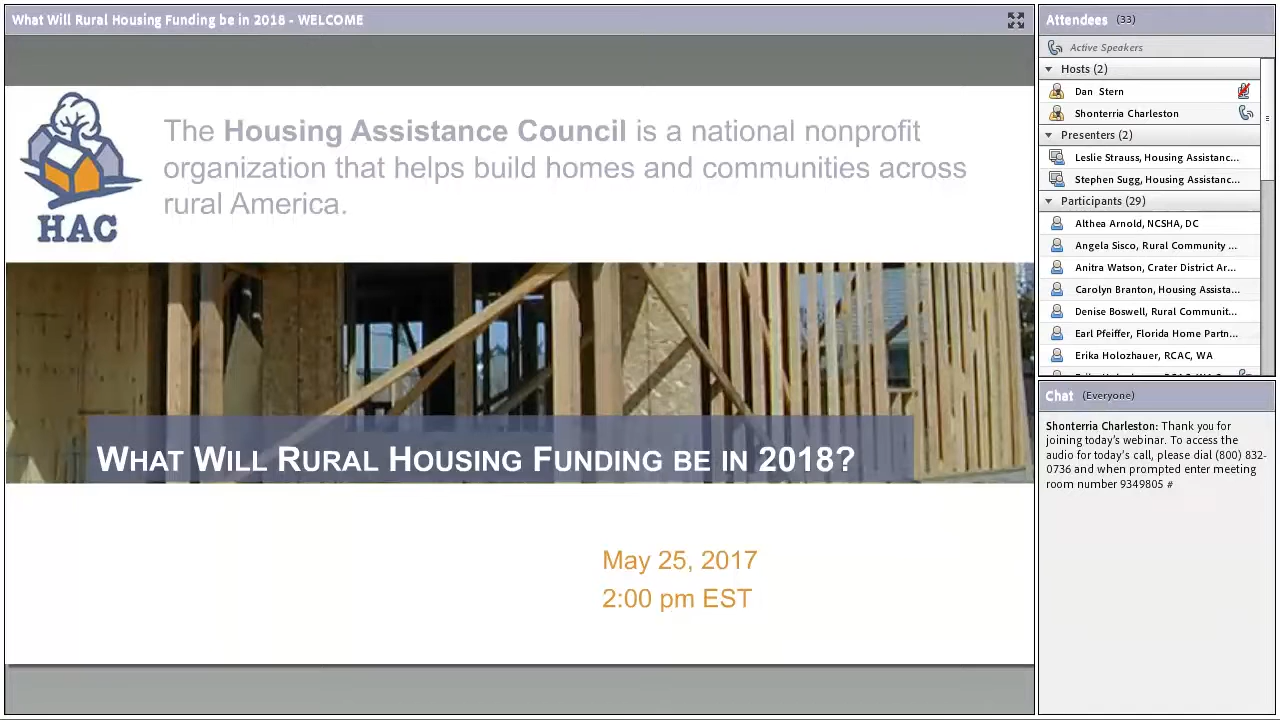 What Will Rural Housing Funding be in 2018 - WELCOME
The Housing Assistance Council is a national nonprofit
organization that helps build homes and communities across
rural America.
HAC
WHAT WILL RURAL HOUSING FUNDING BE IN 2018?
May 25, 2017
2:00 pm EST
Attendees (33)
Active Speakers
Hosts (2)
Dan Stern
Shonterria Charleston
Presenters (2)
Leslie Strauss, Housing Assistanc...
Stephen Sugg, Housing Assistanc...
Participants (29)
Althea Arnold, NCSHA, DC
Angela Sisco, Rural Community ...
Anitra Watson, Crater District Ar...
Carolyn Branton, Housing Assista...
Denise Boswell, Rural Communit...
Earl Pfeiffer, Florida Home Partn...
Erika Holozhauer, RCAC, WA
Chat (Everyone)
Shonterria Charleston: Thank you for
joining today's webinar. To access the
audio for today's call, please dial (800) 832-
0736 and when prompted enter meeting
room number 9349805 #